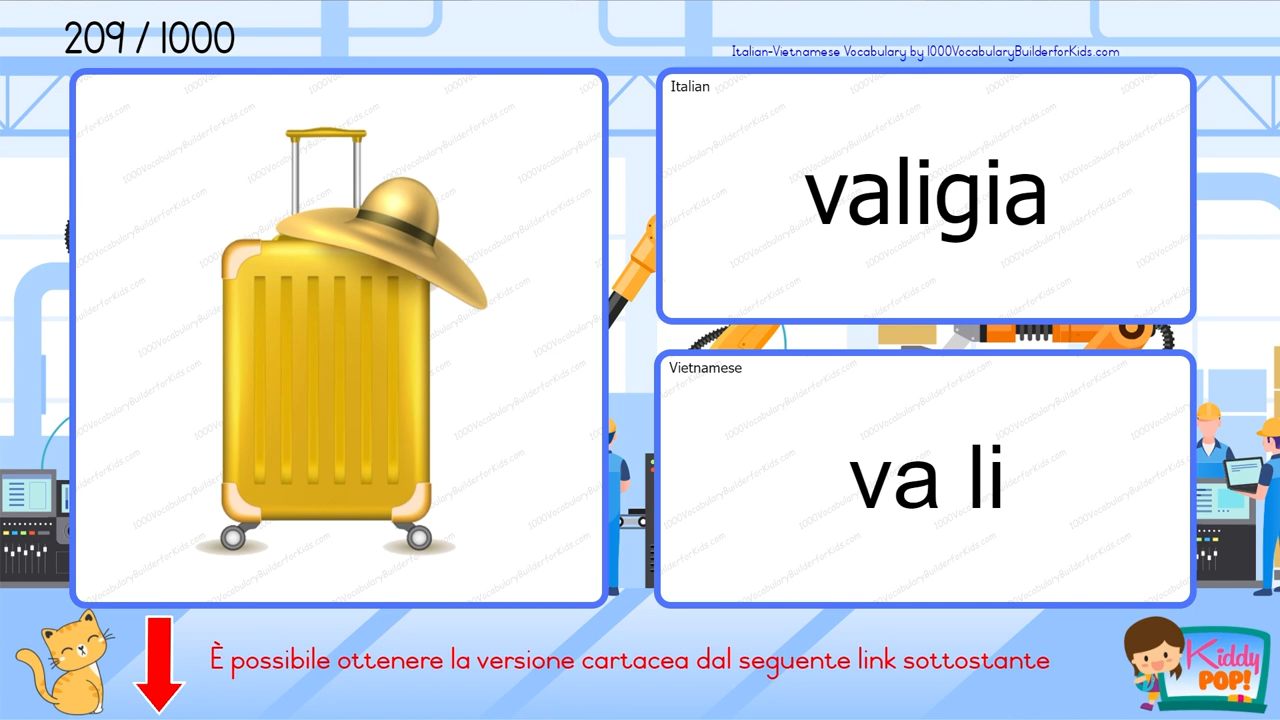 209 / 1000
Italian-Vietnamese Vocabulary by 1000VocabularyBuilderforKids.com
Italian
valigia
Vietnamese
va li
È possibile ottenere la versione cartacea dal seguente link sottostante
Kiddy
POP!